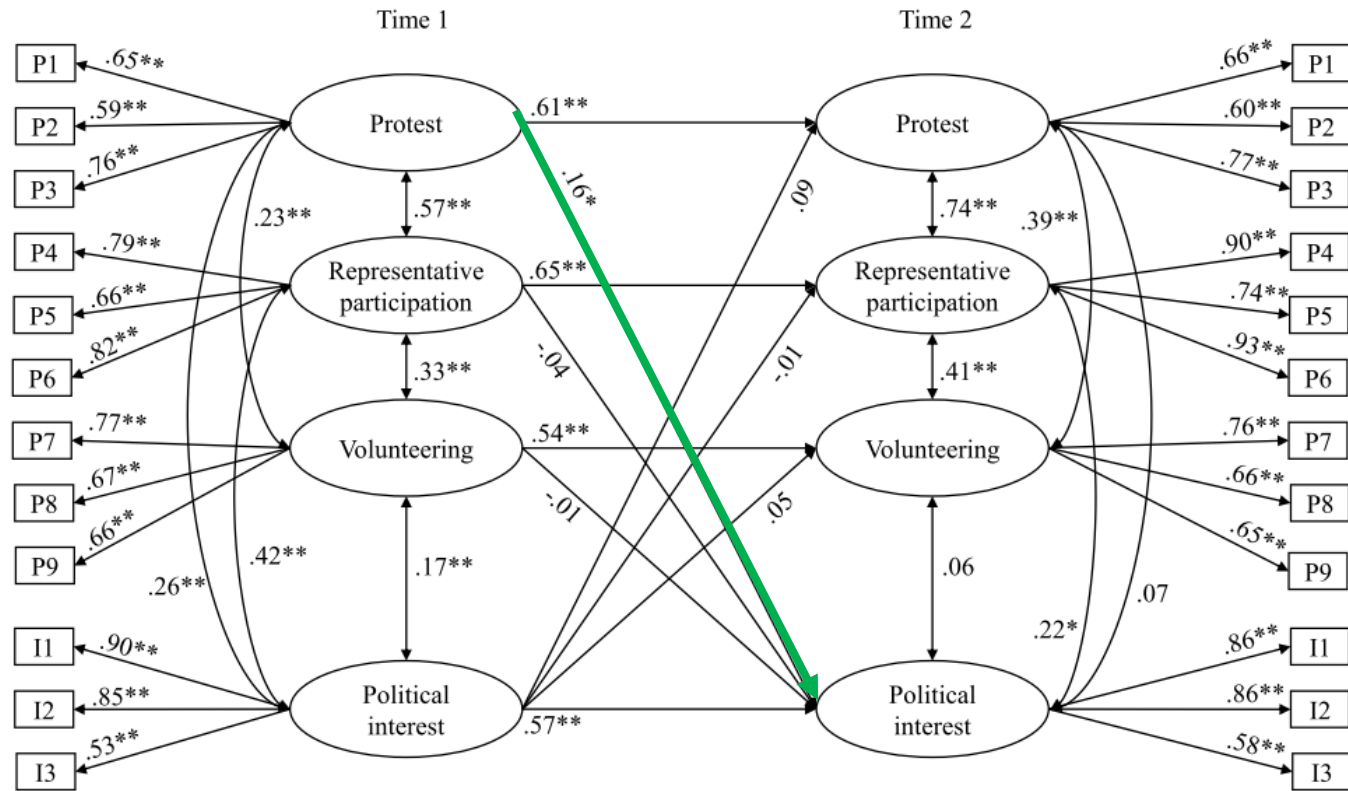 Time 1
Time 2
P1
.65**
P2
.59**
P3
.76**
P4
.79**
P5
.66**
P6
.82**
P7
.77**
P8
.67**
P9
.66**
I1
.90**
I2
.85**
I3
.53**
Protest
.23**
.57**
Representative
participation
.33**
Volunteering
.26**
.42**
.17**
Political
interest
.61**
.16*
.09
.65**
-.04
-.01
.54**
-.01
.05
.57**
Protest
.74**
.39**
Representative
participation
.41**
Volunteering
.06
.22*
.07
Political
interest
.66**
P1
.60**
P2
.77**
P3
.90**
P4
.74**
P5
.93**
P6
.76**
P7
.66**
P8
.65**
P9
.86**
I1
.86**
I2
.58**
I3